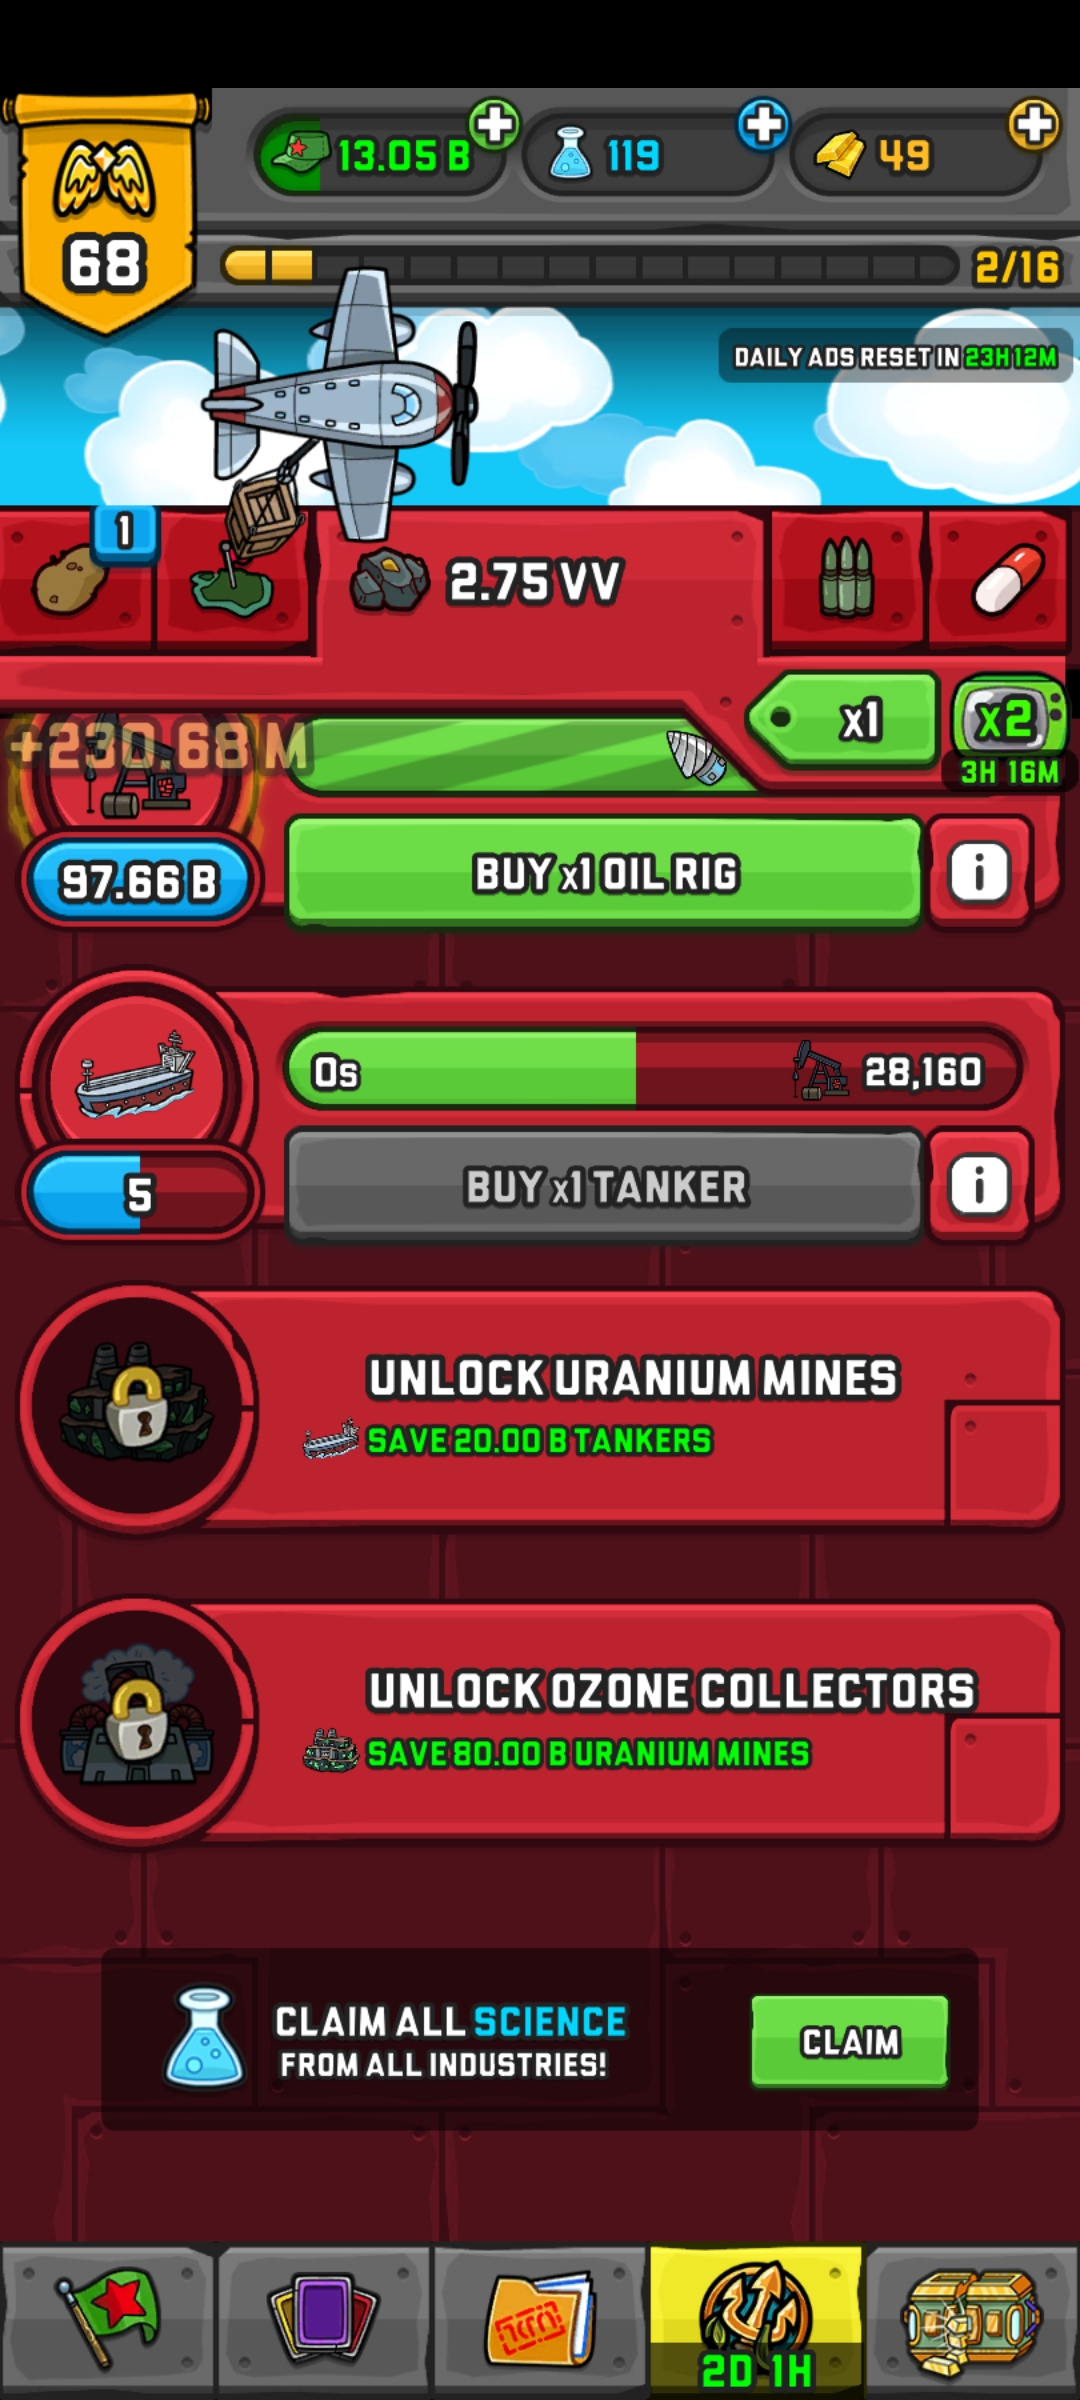 13.05 B
119
49
68
2/16
DAILY ADS RESET IN 23H 12M
1
2.75 VV
x1
x2
3H 16M
+230.68 M
97.66 B
BUY x1 OIL RIG
i
0s
28,160
5
BUY x1 TANKER
i
UNLOCK URANIUM MINES
SAVE 20.00 B TANKERS
UNLOCK OZONE COLLECTORS
SAVE 80.00 B URANIUM MINES
CLAIM ALL SCIENCE
FROM ALL INDUSTRIES!
CLAIM
2D 1H